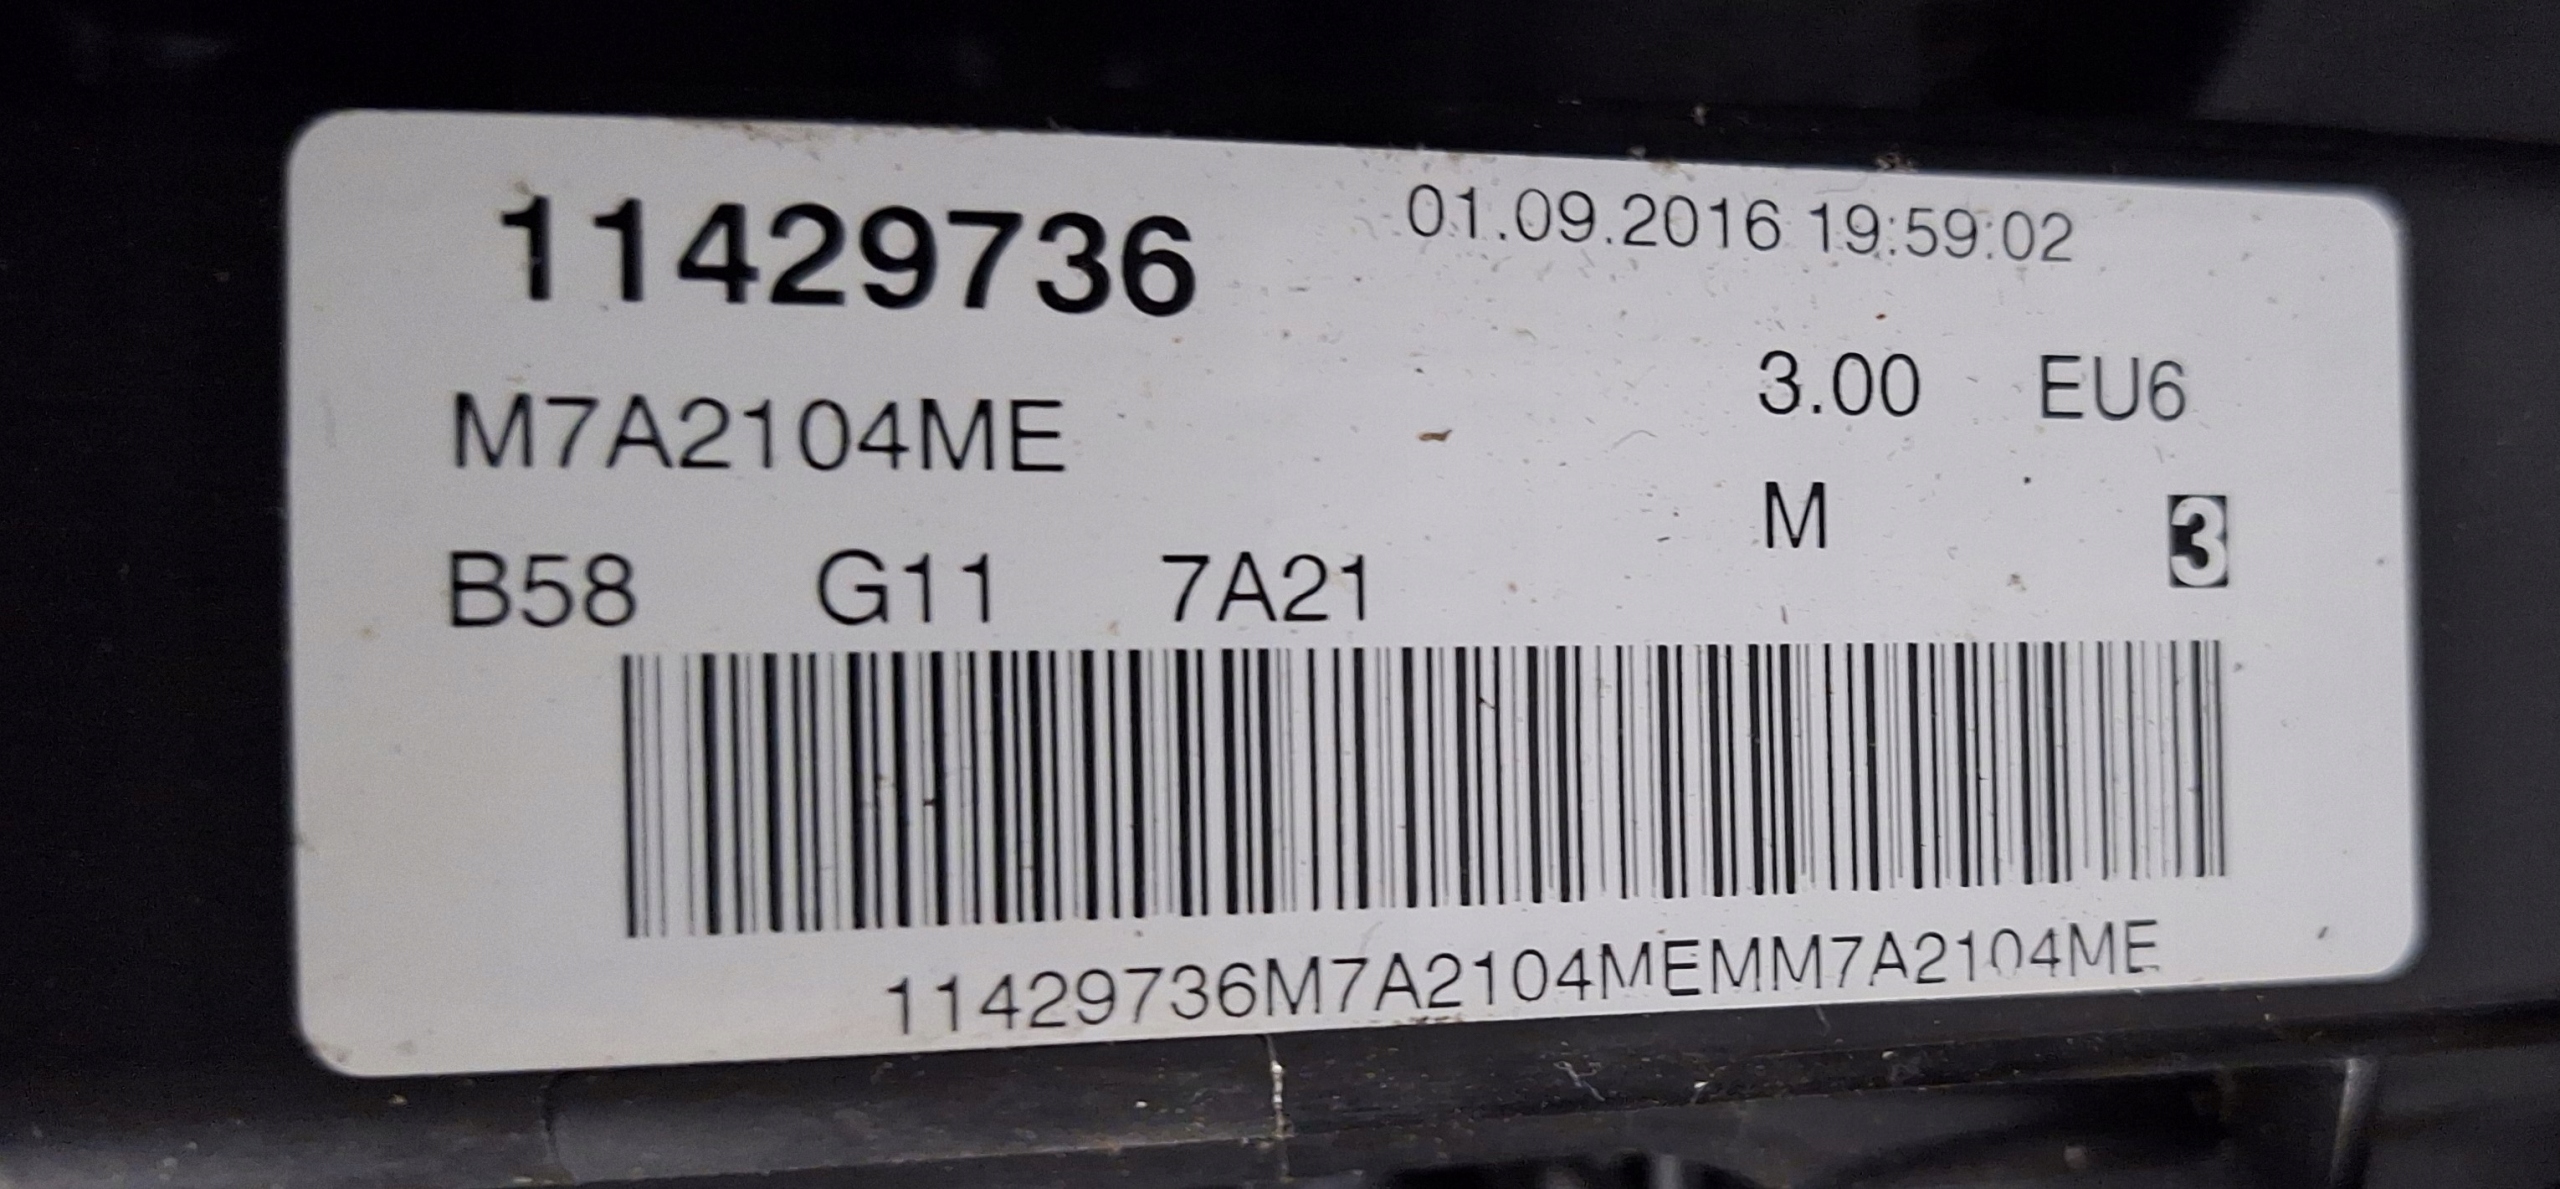 11429736 01.09.2016 19:59:02
M7A2104ME 3.00 EU6
M 3
B58 G11 7A21
11429736M7A2104MEMM7A2104ME